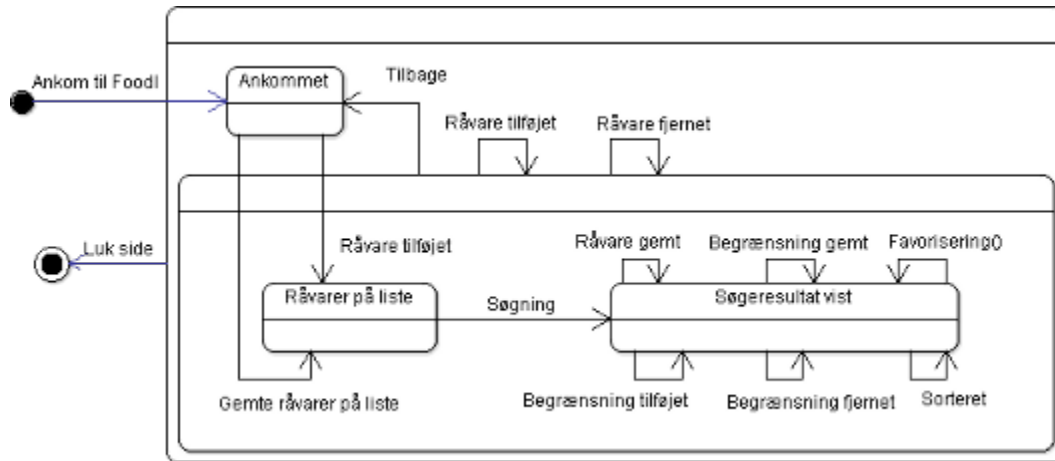 Ankom til FoodI
Ankommet
Tilbage
Råvare tilføjet
Råvare fjernet
Luk side
Råvare tilføjet
Råvare gemt
Begrænsning gemt
Favorisering()
Råvarer på liste
Søgning
Søgeresultat vist
Gemte råvarer på liste
Begrænsning tilføjet
Begrænsning fjernet
Sorteret